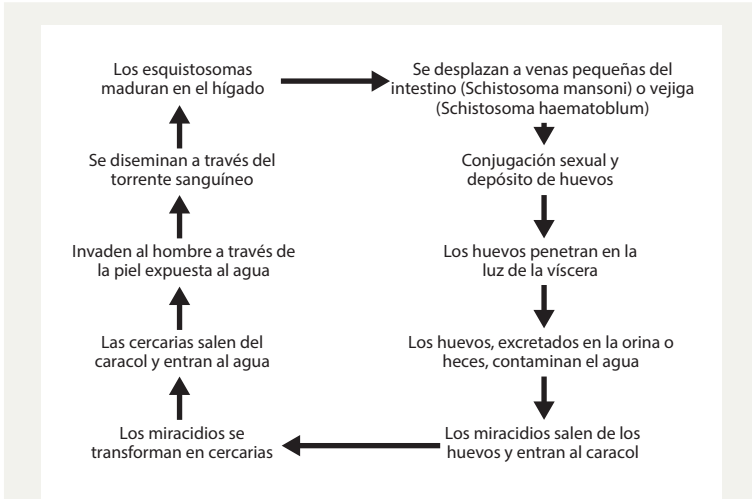 Los esquistosomas
maduran en el hígado
Se desplazan a venas pequeñas del
intestino (Schistosoma mansoni) o vejiga
(Schistosoma haematoblum)
Conjugación sexual y
depósito de huevos
Los huevos penetran en la
luz de la víscera
Los huevos, excretados en la orina o
heces, contaminan el agua
Los miracidios salen de los
huevos y entran al caracol
Los miracidios se
transforman en cercarias
Las cercarias salen del
caracol y entran al agua
Invaden al hombre a través de
la piel expuesta al agua
Se diseminan a través del
torrente sanguíneo